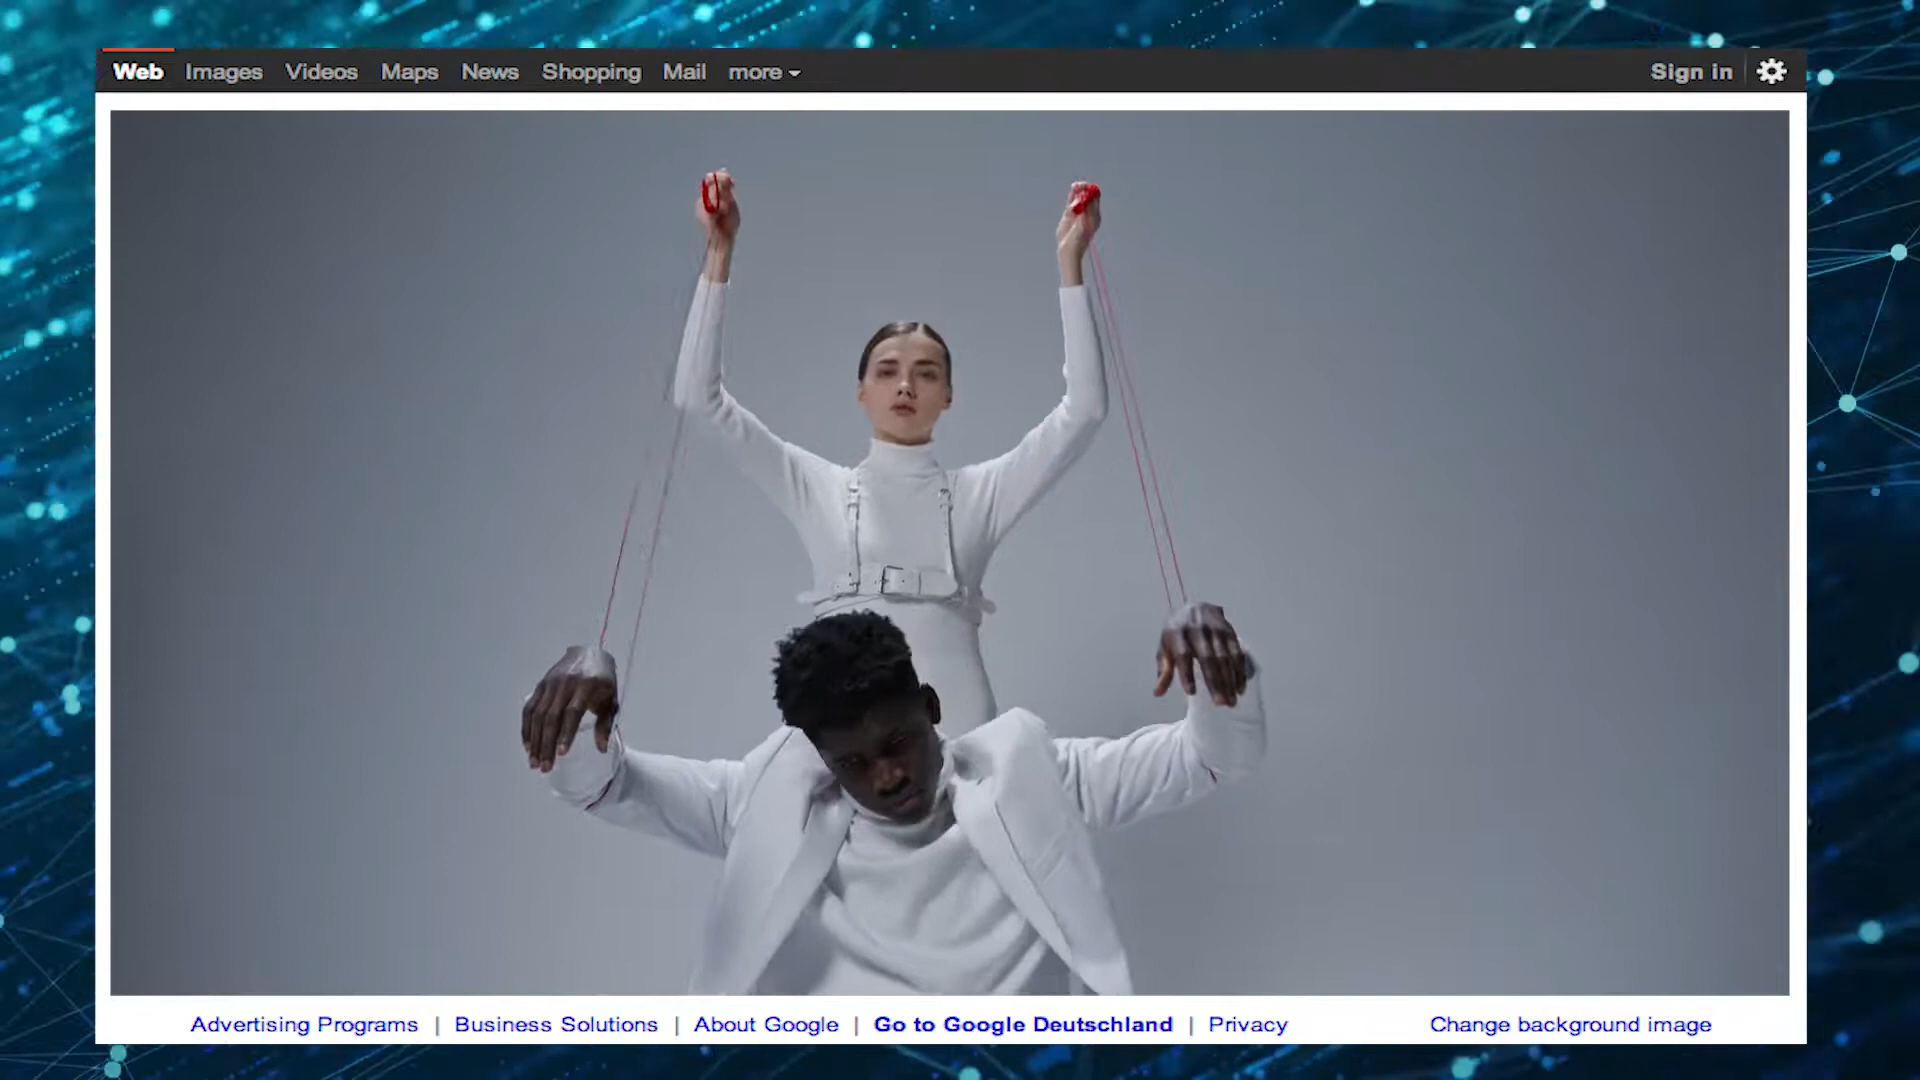 Web Images Videos Maps News Shopping Mail more Sign in
Advertising Programs | Business Solutions | About Google | Go to Google Deutschland | Privacy Change background image